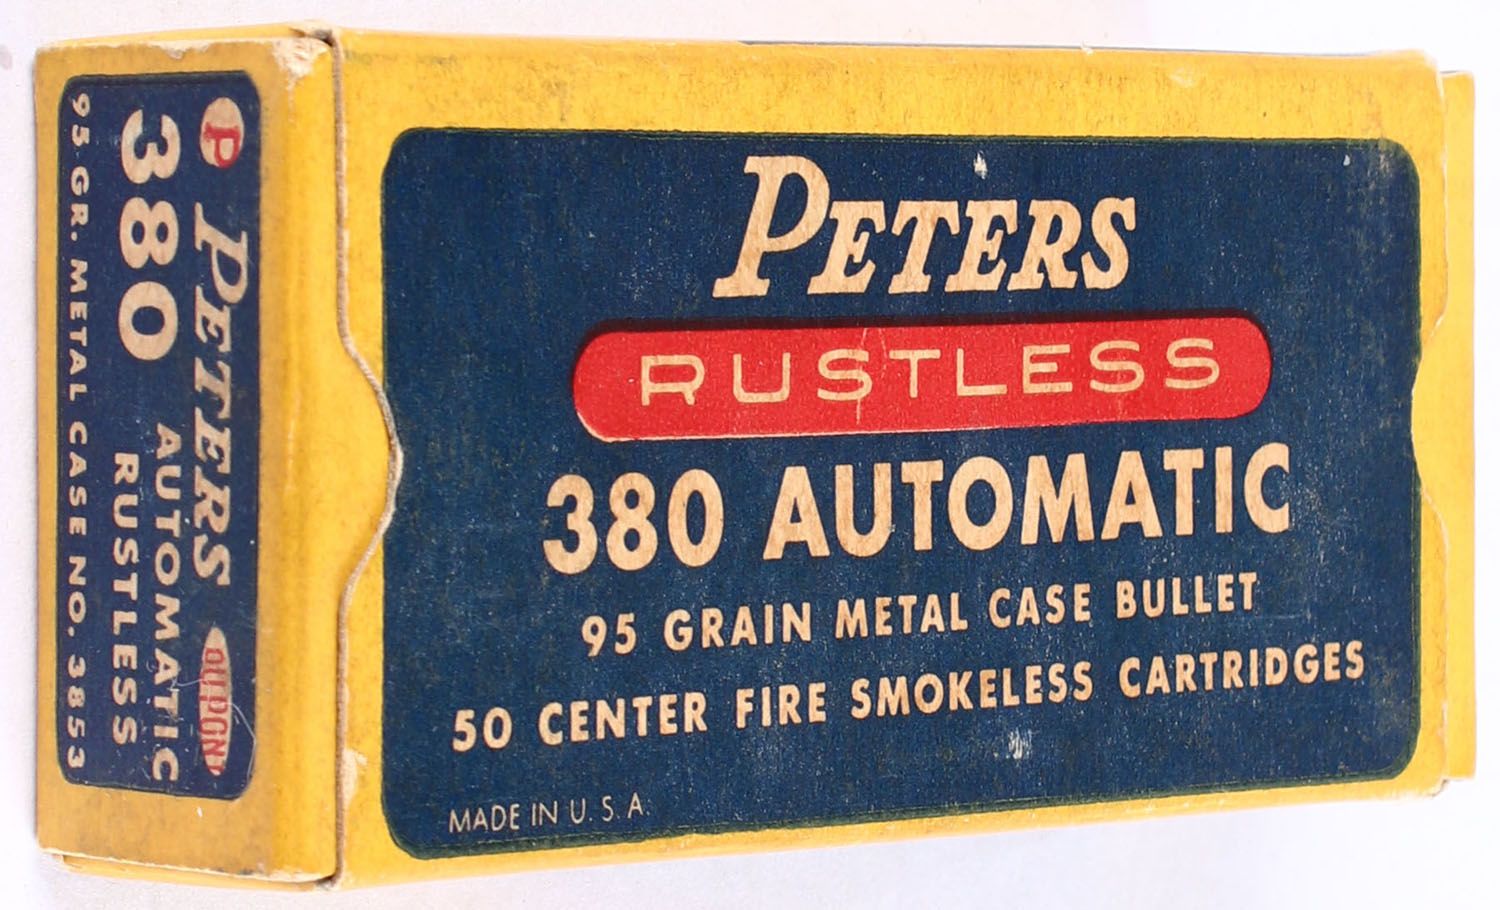 PETERS
RUSTLESS
380 AUTOMATIC
95 GRAIN METAL CASE BULLET
50 CENTER FIRE SMOKELESS CARTRIDGES
MADE IN U.S.A.
P PETERS DUPONT
380 AUTOMATIC
RUSTLESS
95 GR. METAL CASE NO. 3853